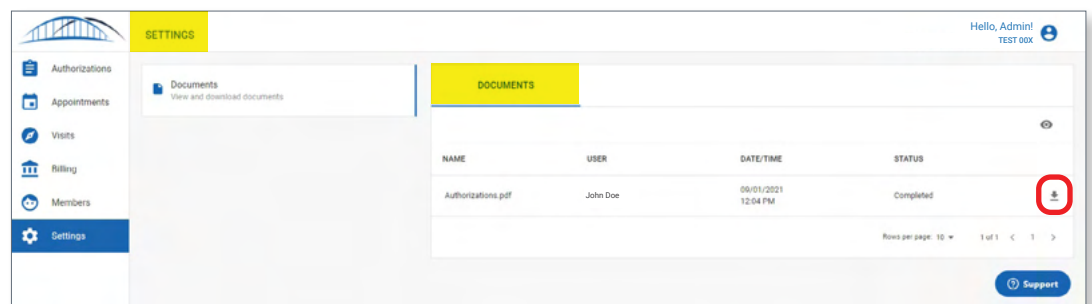 SETTINGS
Hello, Admin!
TEST 00X
Authorizations
Appointments
Visits
Billing
Members
Settings
Documents
View and download documents
DOCUMENTS
NAME USER DATE/TIME STATUS
Authorizations.pdf John Doe 09/01/2021 12:04 PM Completed
Rows per page: 10 1 of 1 < 1 >
Support